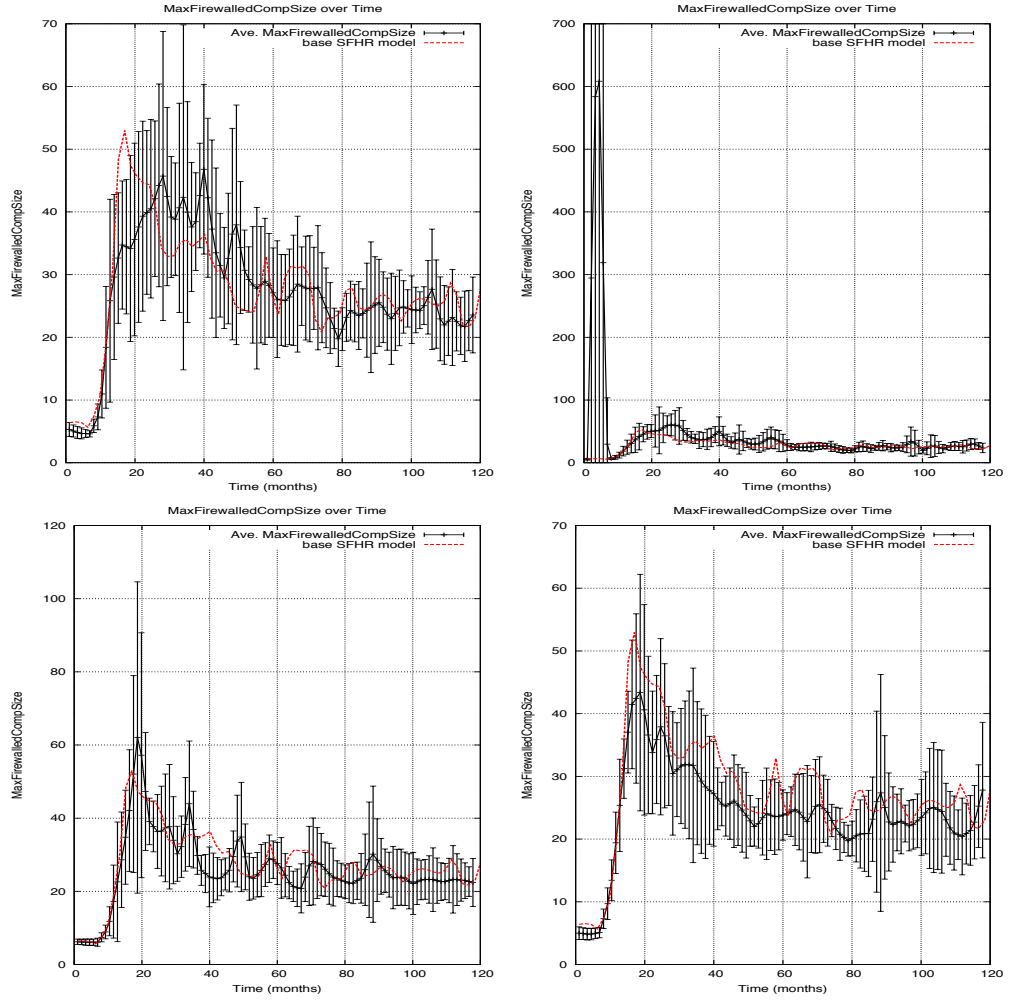 MaxFirewalledCompSize over Time
Ave. MaxFirewalledCompSize
base SFHR model
MaxFirewalledCompSize
70
60
50
40
30
20
10
0
0 20 40 60 80 100 120
Time (months)
MaxFirewalledCompSize over Time
Ave. MaxFirewalledCompSize
base SFHR model
MaxFirewalledCompSize
700
600
500
400
300
200
100
0
0 20 40 60 80 100 120
Time (months)
MaxFirewalledCompSize over Time
Ave. MaxFirewalledCompSize
base SFHR model
MaxFirewalledCompSize
120
100
80
60
40
20
0
0 20 40 60 80 100 120
Time (months)
MaxFirewalledCompSize over Time
Ave. MaxFirewalledCompSize
base SFHR model
MaxFirewalledCompSize
70
60
50
40
30
20
10
0
0 20 40 60 80 100 120
Time (months)